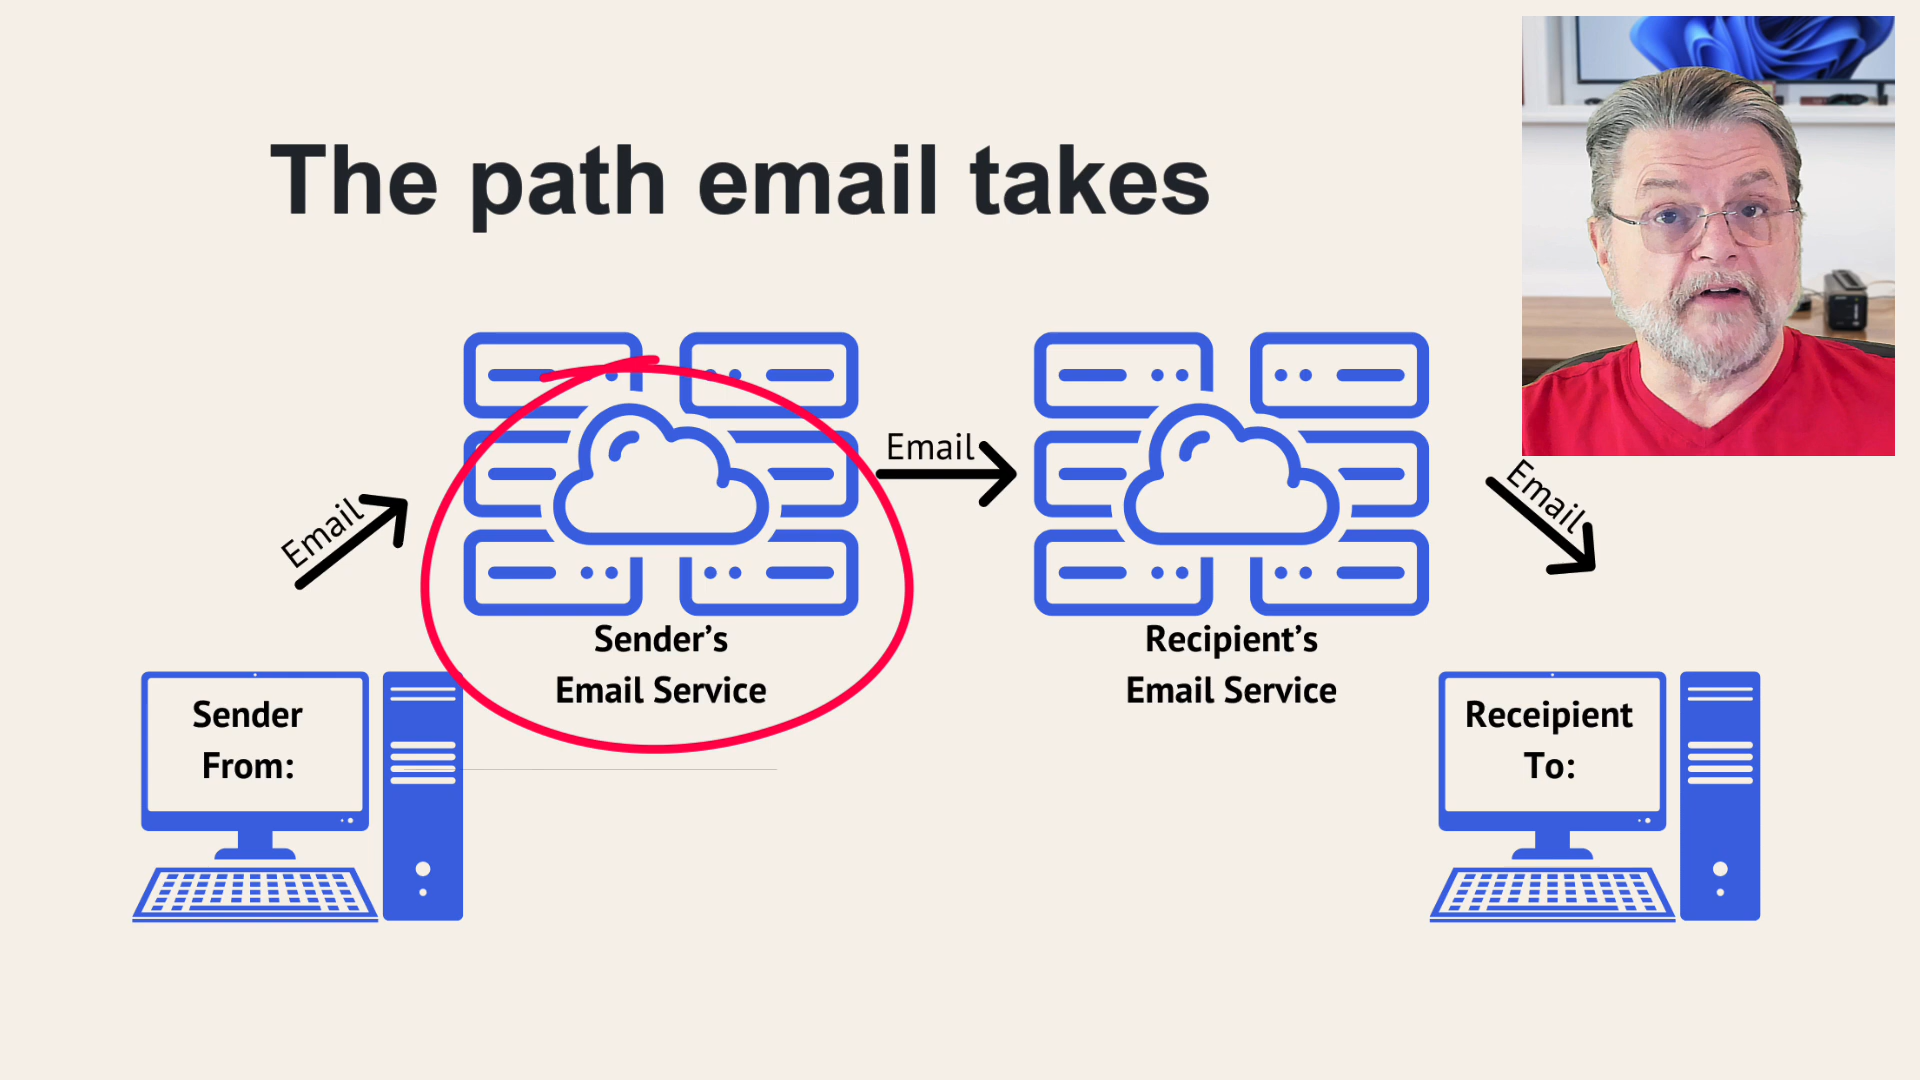 The path email takes
Email
Email
Email
Sender’s
Email Service
Recipient’s
Email Service
Sender
From:
Receipient
To: